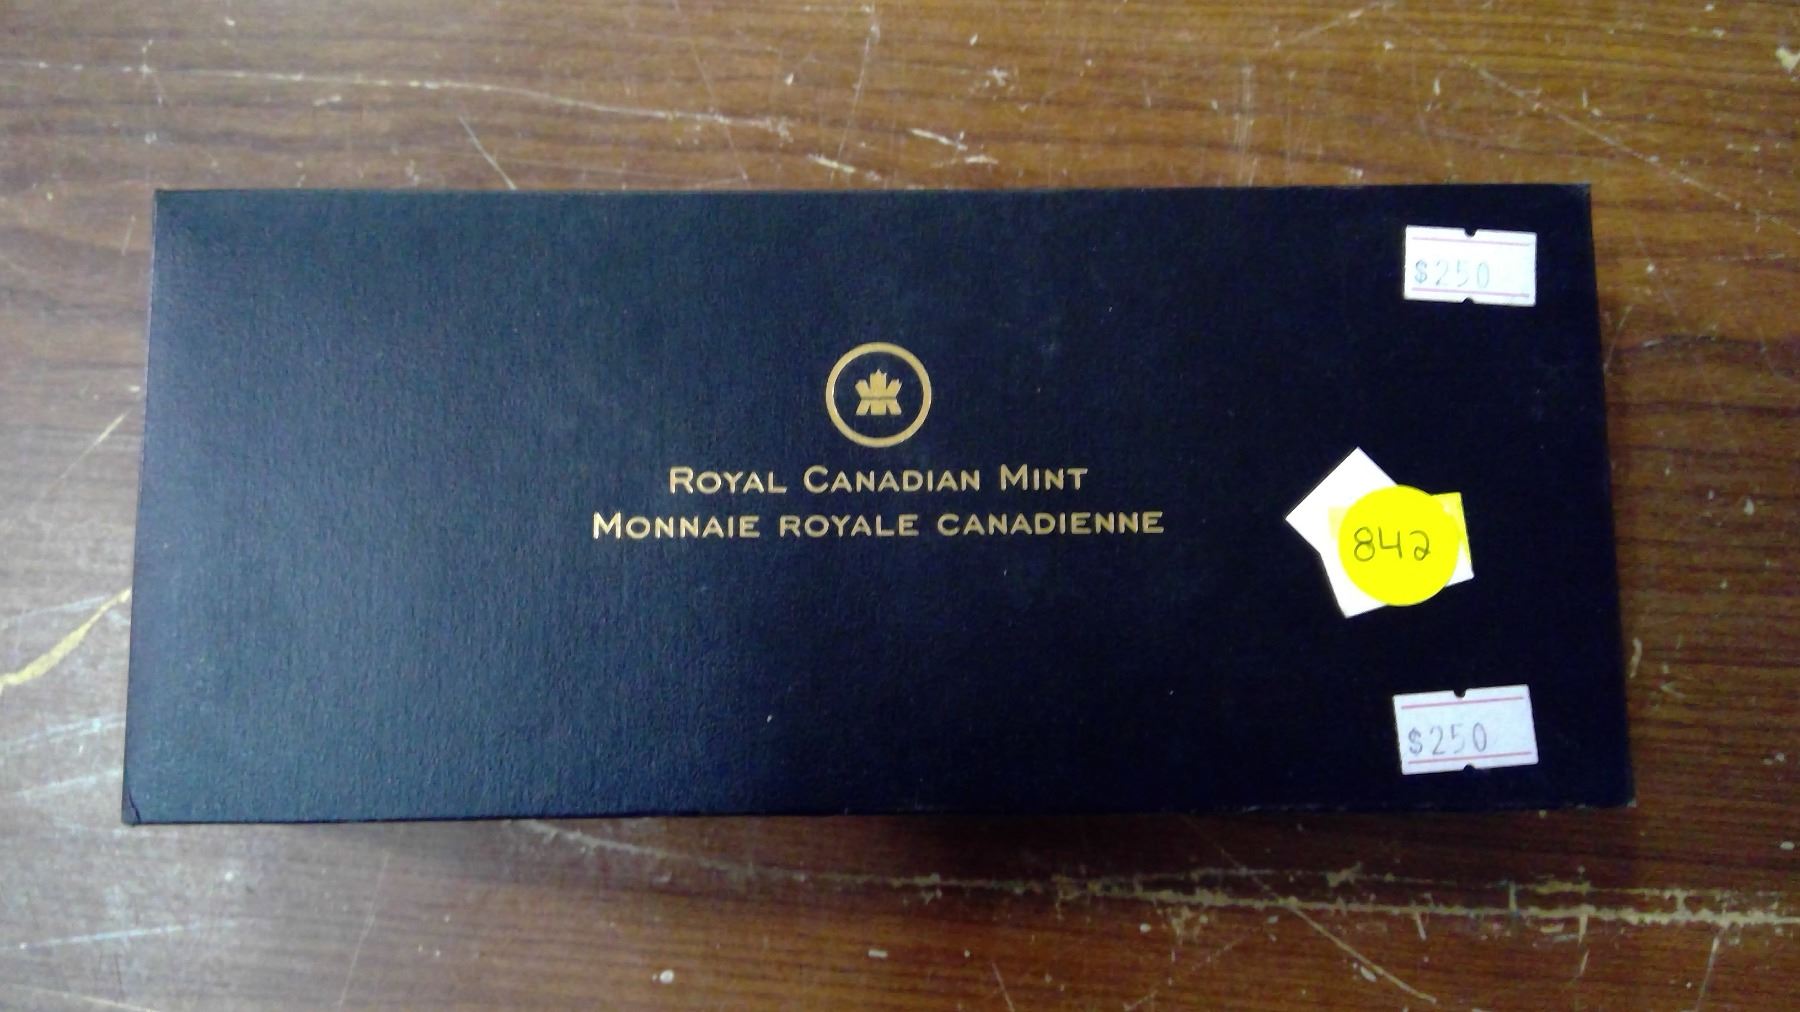 $250
ROYAL CANADIAN MINT
MONNAIE ROYALE CANADIENNE
842
$250